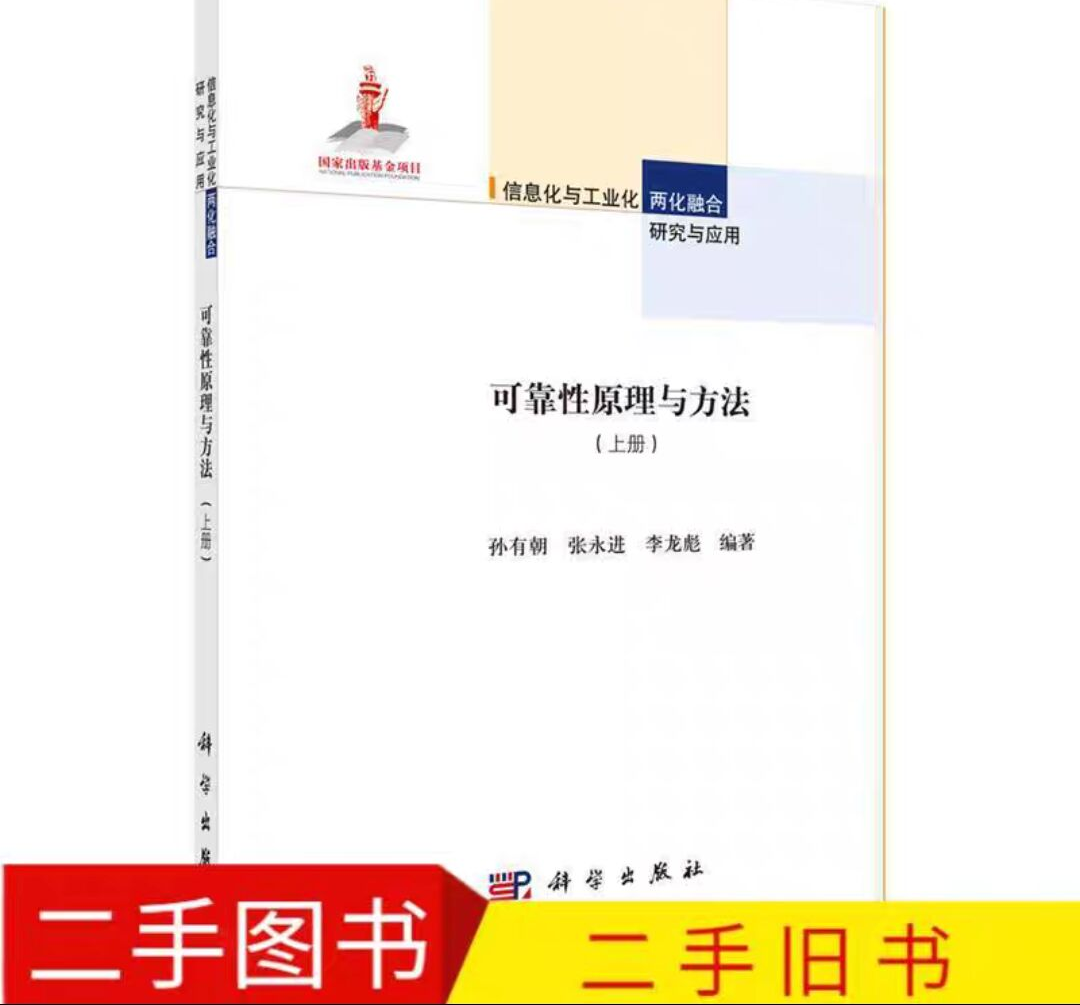 信息化与工业化 两化融合
研究与应用
可靠性原理与方法
(上册)
科学出版
国家出版基金项目
NATIONAL PUBLICATION FOUNDATION
信息化与工业化 两化融合
研究与应用
可靠性原理与方法
(上册)
孙有朝 张永进 李龙彪 编著
科学出版社
二手图书
二手旧书